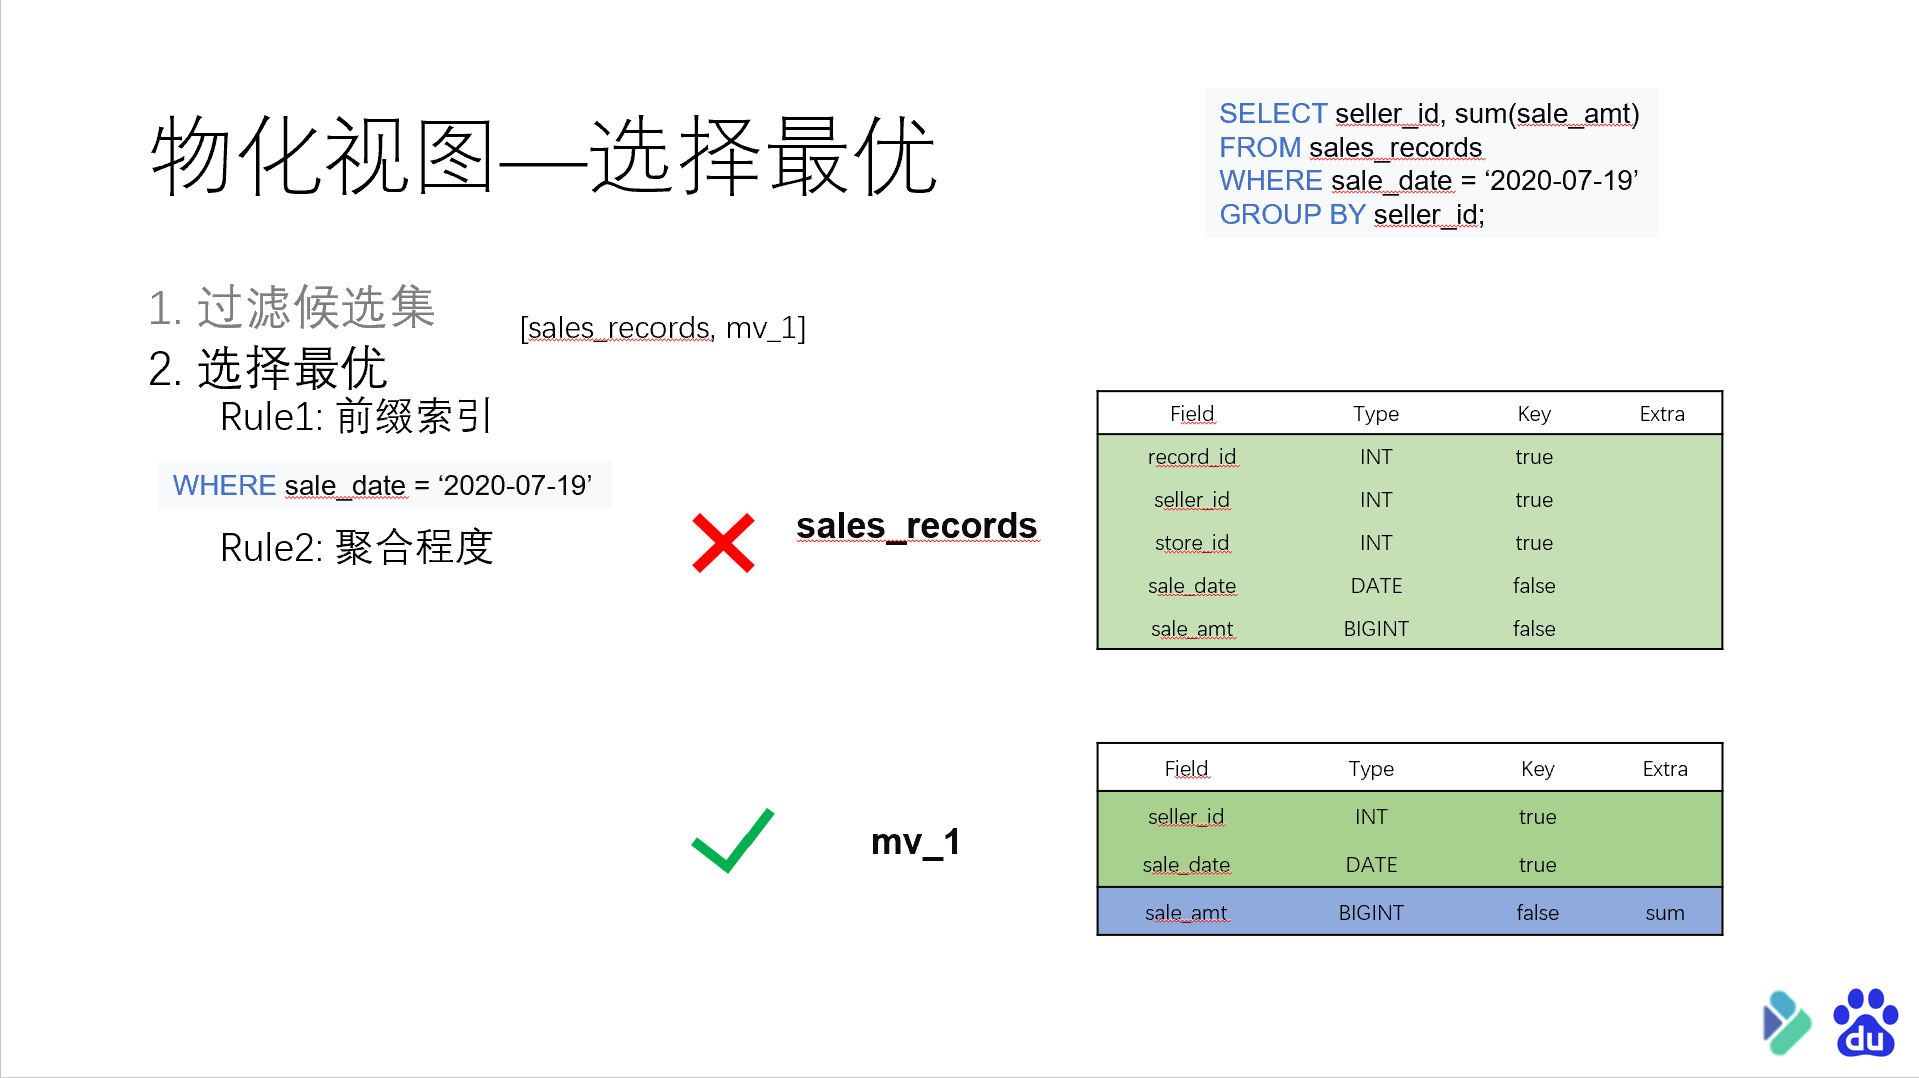 物化视图—选择最优
SELECT seller_id, sum(sale_amt)
FROM sales_records
WHERE sale_date = ‘2020-07-19’
GROUP BY seller_id;
1. 过滤候选集
[sales_records, mv_1]
2. 选择最优
Rule1: 前缀索引
WHERE sale_date = ‘2020-07-19’
Rule2: 聚合程度
sales_records
Field Type Key Extra
record_id INT true
seller_id INT true
store_id INT true
sale_date DATE false
sale_amt BIGINT false
mv_1
Field Type Key Extra
seller_id INT true
sale_date DATE true
sale_amt BIGINT false sum
du